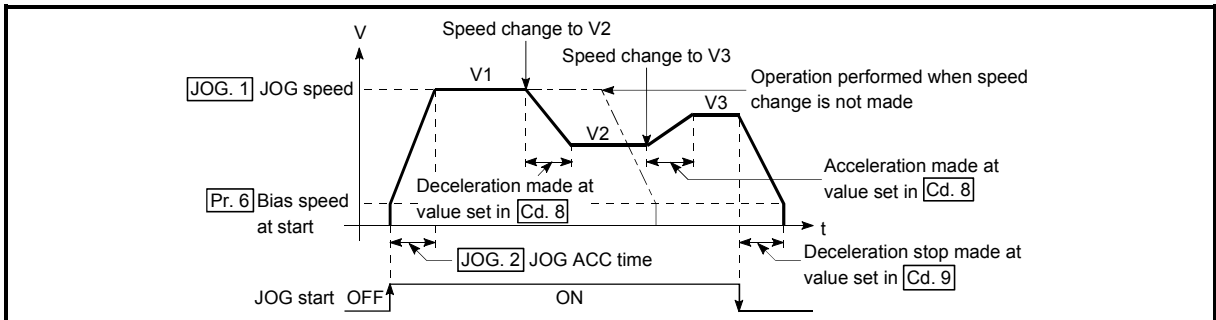 Speed change to V2
V
Speed change to V3
V1
Operation performed when speed
change is not made
JOG. 1 JOG speed
V3
V2
Acceleration made at
value set in Cd. 8
Deceleration made at
value set in Cd. 8
Pr. 6 Bias speed
at start
t
Deceleration stop made at
value set in Cd. 9
JOG. 2 JOG ACC time
JOG start OFF
ON